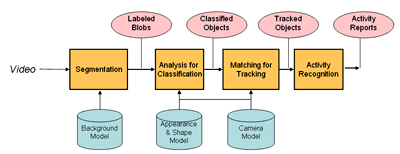 Labeled
Blobs
Classified
Objects
Tracked
Objects
Activity
Reports
Video
Segmentation
Analysis for
Classification
Matching for
Tracking
Activity
Recognition
Background
Model
Appearance
& Shape
Model
Camera
Model